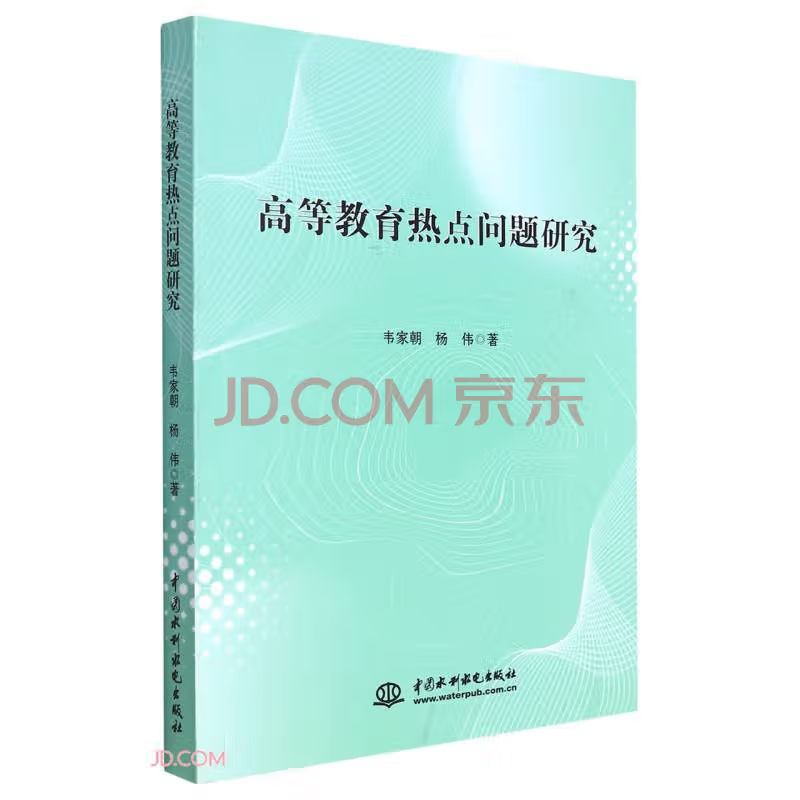 高等教育热点问题研究
韦家朝 杨 伟◎著
JD.COM 京东
中国水利水电出版社
www.waterpub.com.cn
高等教育热点问题研究
韦家朝 杨 伟◎著
中国水利水电出版社
JD.COM